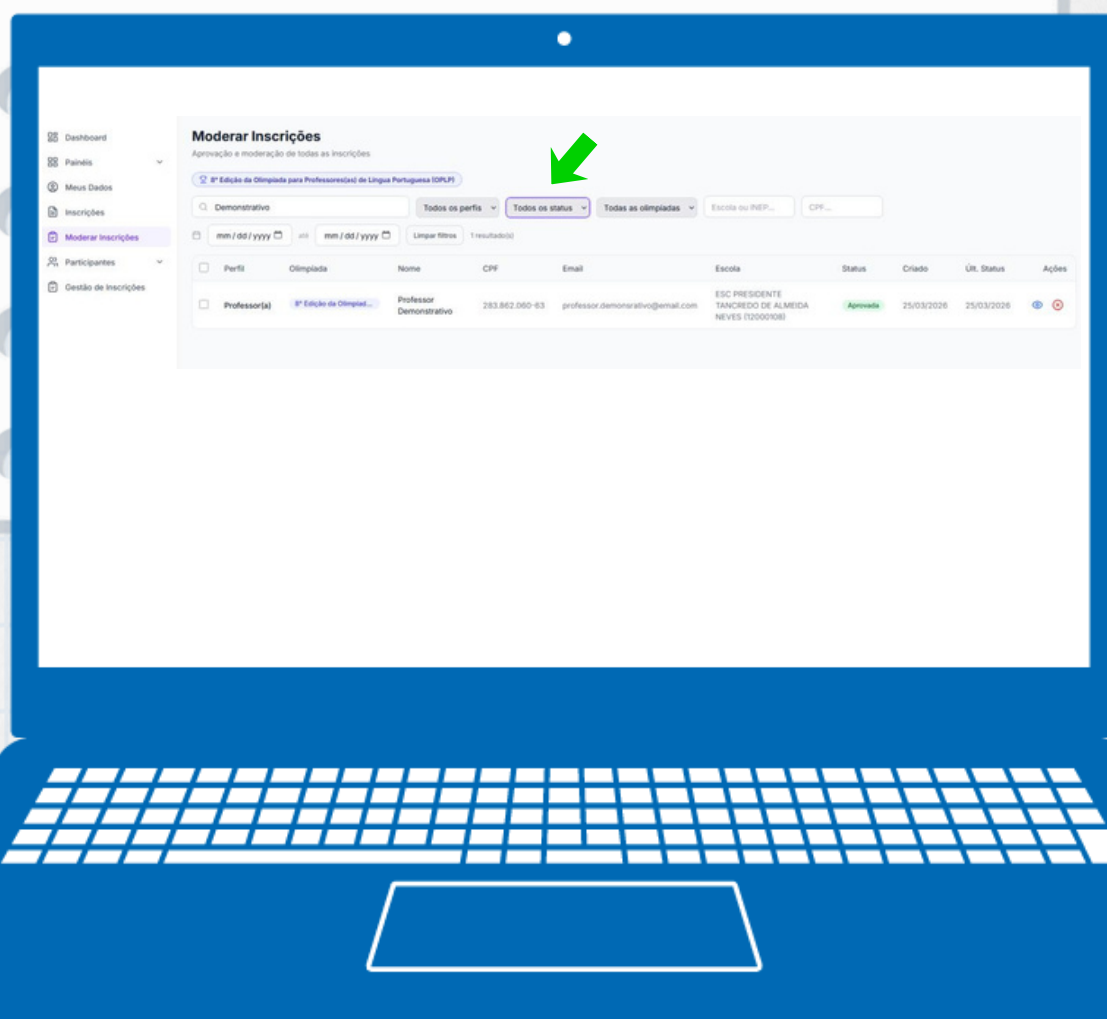 Dashboard
Painéis
Meus Dados
Inscrições
Moderar Inscrições
Participantes
Gestão de Inscrições
Moderar Inscrições
Aprovação e moderação de todas as inscrições
8ª Edição da Olimpíada para Professores(as) de Língua Portuguesa (OPLP)
Demonstrativo Todos os perfis Todos os status Todas as olimpíadas Escola ou INEP... CPF...
mm/dd/yyyy até mm/dd/yyyy Limpar filtros 1 resultado(s)
Perfil Olimpíada Nome CPF Email Escola Status Criado Últ. Status Ações
Professor(a) 8ª Edição da Olimpíad... Professor Demonstrativo 283.862.060-63 professor.demonsrativo@email.com ESC PRESIDENTE TANCREDO DE ALMEIDA NEVES (12000108) Aprovada 25/03/2026 25/03/2026